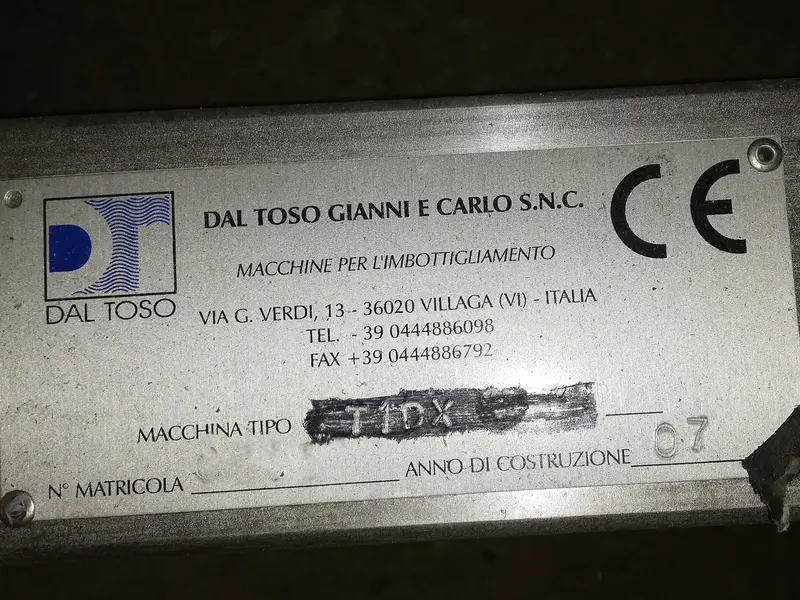 DAL TOSO GIANNI E CARLO S.N.C.
CE
MACCHINE PER L'IMBOTTIGLIAMENTO
DAL TOSO
VIA G. VERDI, 13 - 36020 VILLAGA (VI) - ITALIA
TEL. - 39 0444886098
FAX +39 0444886792
MACCHINA TIPO T1DX
N° MATRICOLA
ANNO DI COSTRUZIONE 07